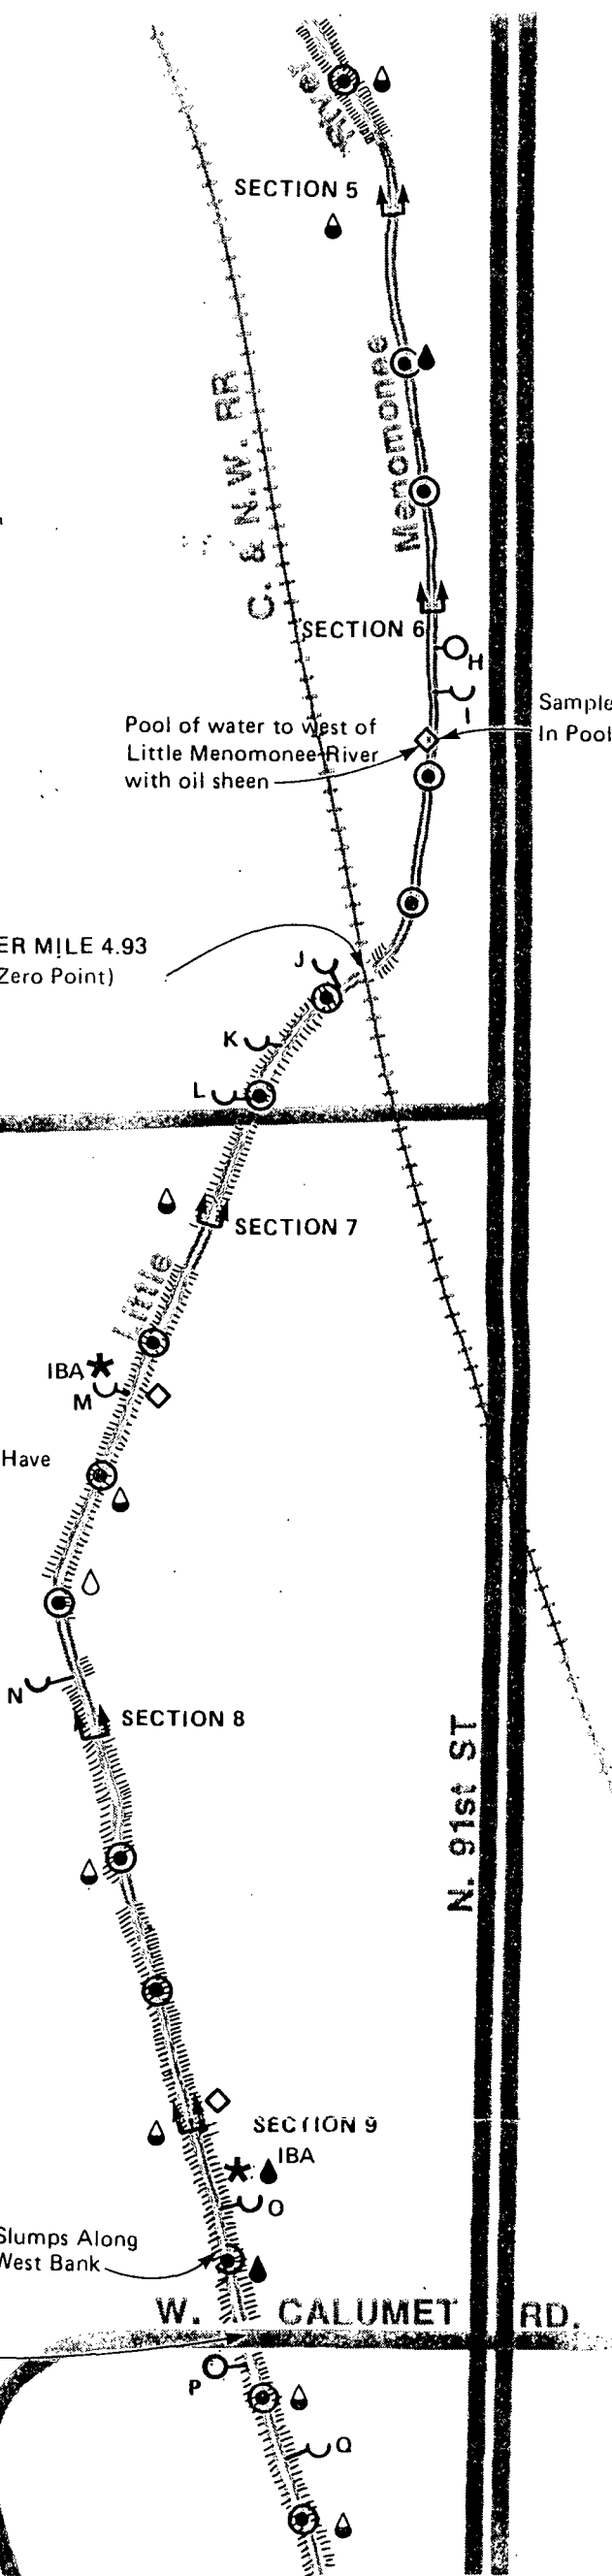 River
SECTION 5
Menomonee
C. & N.W. RR
SECTION 6
H
I
Sample
In Pool
Pool of water to west of
Little Menomonee River
with oil sheen
ER MILE 4.93
Zero Point)
J
K
L
SECTION 7
Little
IBA
M
Have
N
SECTION 8
N. 91st ST
SECTION 9
IBA
O
Slumps Along
West Bank
W. CALUMET RD.
P
Q